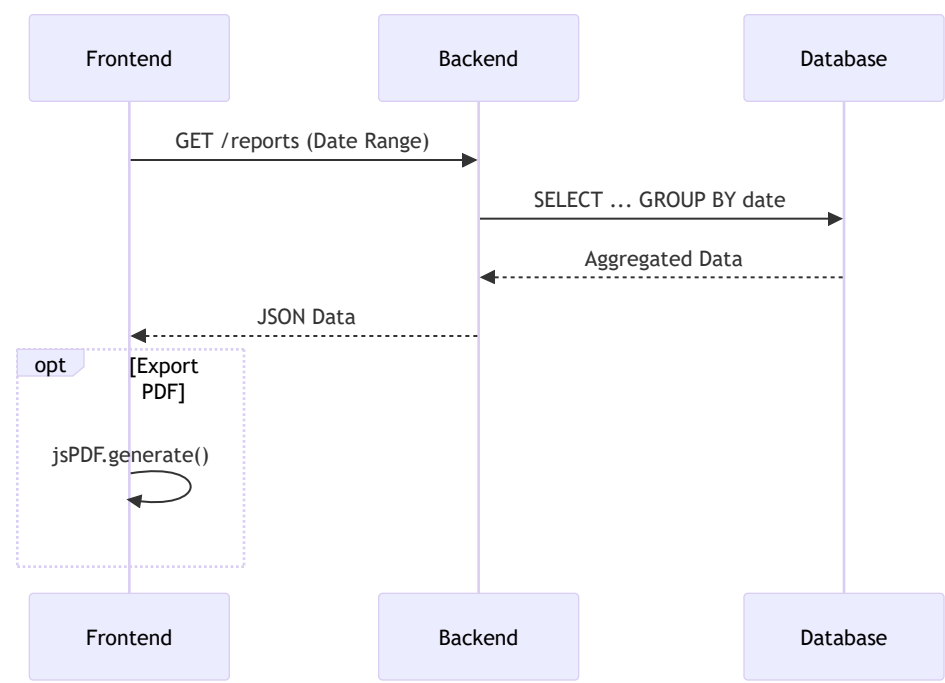 Frontend
Backend
Database
GET /reports (Date Range)
SELECT ... GROUP BY date
Aggregated Data
JSON Data
opt
[Export
PDF]
jsPDF.generate()
Frontend
Backend
Database